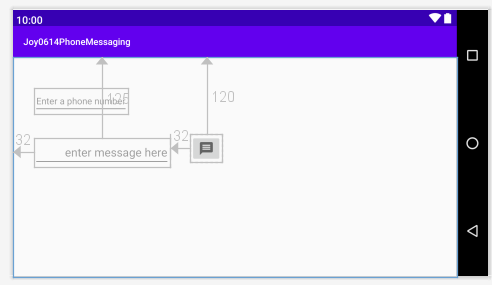 10:00
Joy0614PhoneMessaging
Enter a phone number
125
120
32
32
enter message here